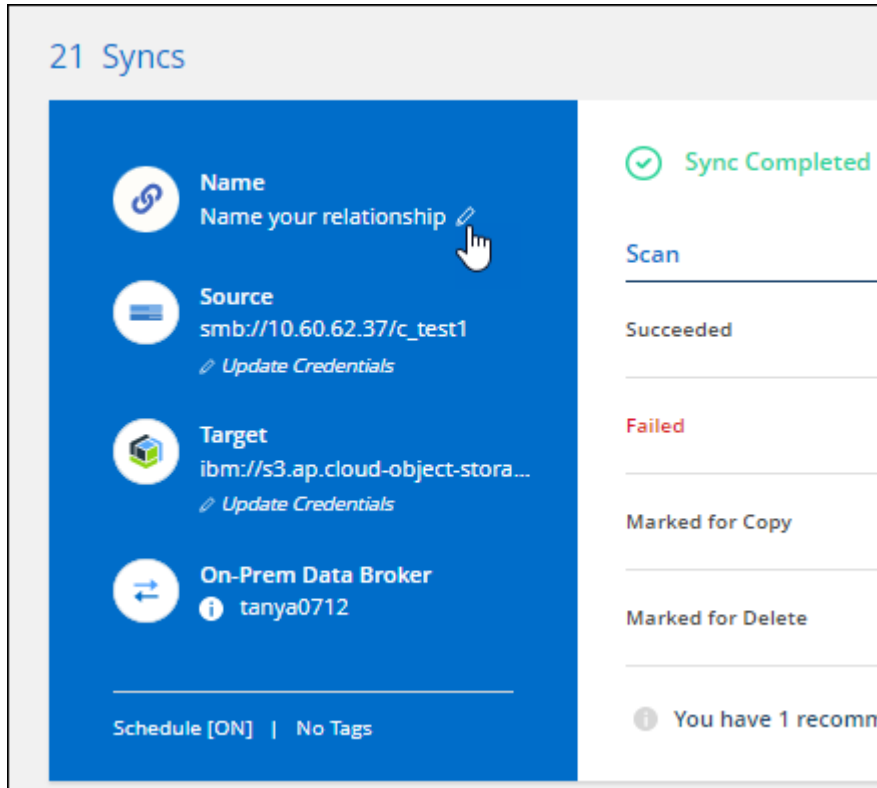 21 Syncs
Name
Name your relationship
Source
smb://10.60.62.37/c_test1
Update Credentials
Target
ibm://s3.ap.cloud-object-stora...
Update Credentials
On-Prem Data Broker
tanya0712
Schedule [ON] | No Tags
Sync Completed
Scan
Succeeded
Failed
Marked for Copy
Marked for Delete
You have 1 recomm